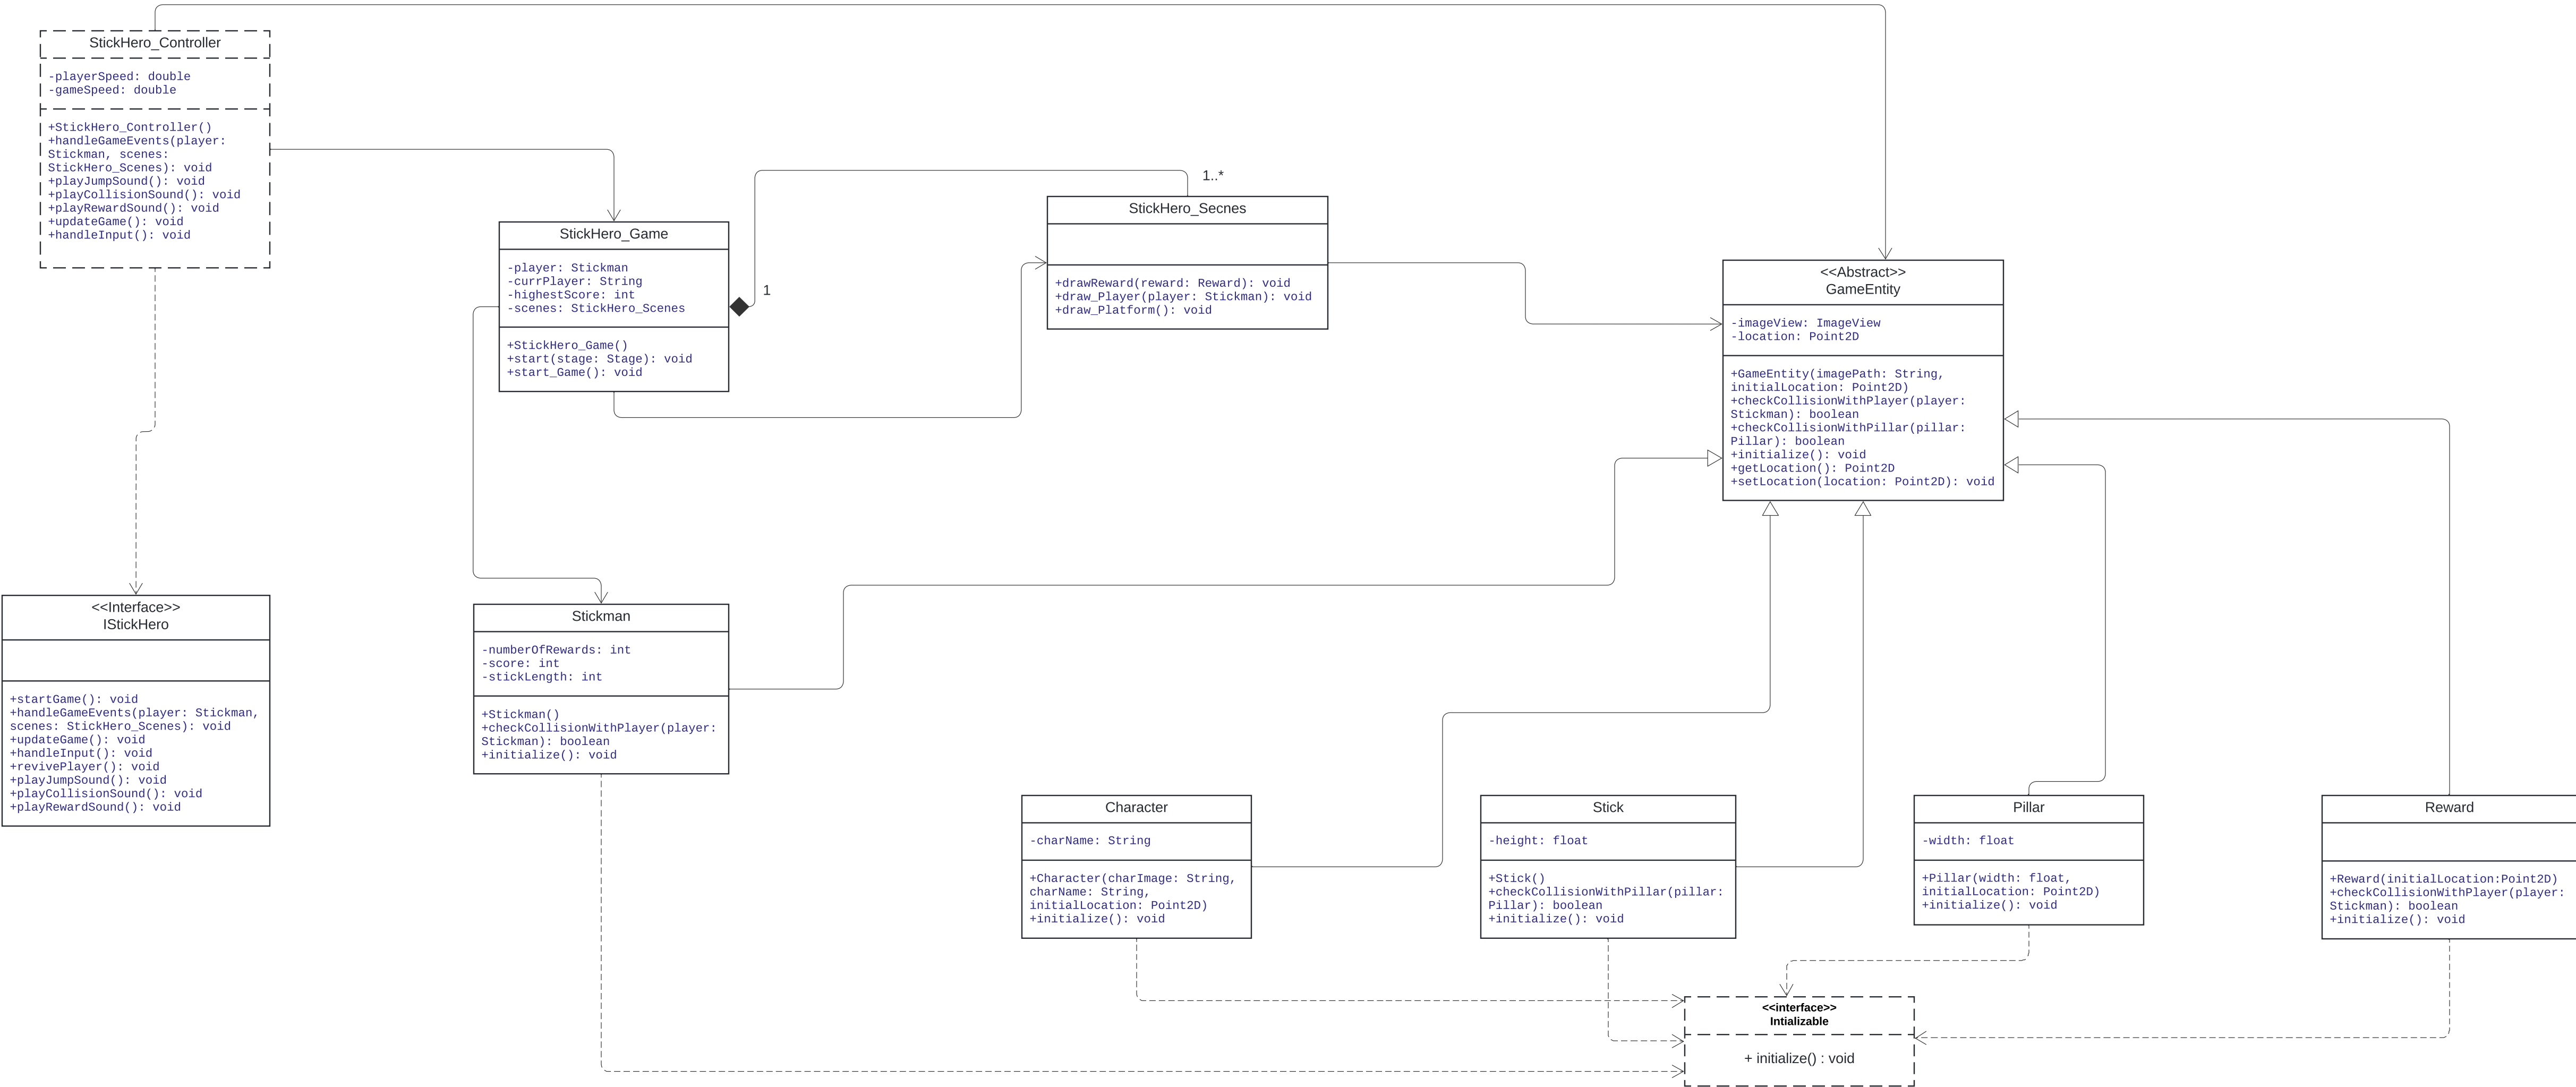 StickHero_Controller
-playerSpeed: double
-gameSpeed: double
+StickHero_Controller()
+handleGameEvents(player:
Stickman, scenes:
StickHero_Scenes): void
+playJumpSound(): void
+playCollisionSound(): void
+playRewardSound(): void
+updateGame(): void
+handleInput(): void
1..*
StickHero_Game
-player: Stickman
-currPlayer: String
-highestScore: int
-scenes: StickHero_Scenes
+StickHero_Game()
+start(stage: Stage): void
+start_Game(): void
1
StickHero_Secnes
+drawReward(reward: Reward): void
+draw_Player(player: Stickman): void
+draw_Platform(): void
<<Abstract>>
GameEntity
-imageView: ImageView
-location: Point2D
+GameEntity(imagePath: String,
initialLocation: Point2D)
+checkCollisionWithPlayer(player:
Stickman): boolean
+checkCollisionWithPillar(pillar:
Pillar): boolean
+initialize(): void
+getLocation(): Point2D
+setLocation(location: Point2D): void
<<Interface>>
IStickHero
+startGame(): void
+handleGameEvents(player: Stickman,
scenes: StickHero_Scenes): void
+updateGame(): void
+handleInput(): void
+revivePlayer(): void
+playJumpSound(): void
+playCollisionSound(): void
+playRewardSound(): void
Stickman
-numberOfRewards: int
-score: int
-stickLength: int
+Stickman()
+checkCollisionWithPlayer(player:
Stickman): boolean
+initialize(): void
Character
-charName: String
+Character(charImage: String,
charName: String,
initialLocation: Point2D)
+initialize(): void
Stick
-height: float
+Stick()
+checkCollisionWithPillar(pillar:
Pillar): boolean
+initialize(): void
Pillar
-width: float
+Pillar(width: float,
initialLocation: Point2D)
+initialize(): void
Reward
+Reward(initialLocation:Point2D)
+checkCollisionWithPlayer(player:
Stickman): boolean
+initialize(): void
<<interface>>
Intializable
+ initialize() : void